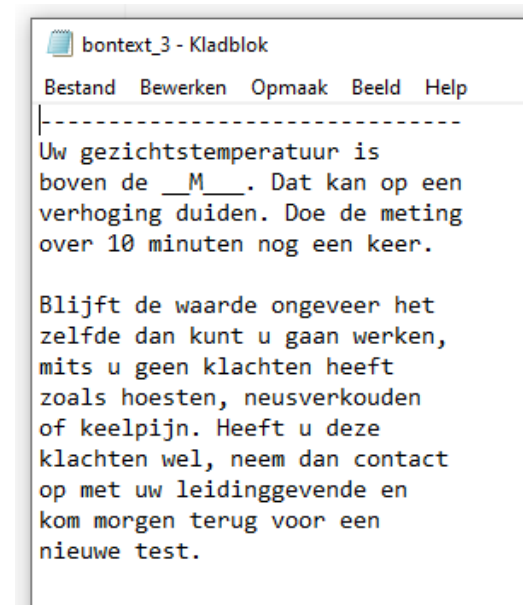 bontext_3 - Kladblok
Bestand Bewerken Opmaak Beeld Help
--------------------------------
Uw gezichtstemperatuur is
boven de __M___. Dat kan op een
verhoging duiden. Doe de meting
over 10 minuten nog een keer.

Blijft de waarde ongeveer het
zelfde dan kunt u gaan werken,
mits u geen klachten heeft
zoals hoesten, neusverkouden
of keelpijn. Heeft u deze
klachten wel, neem dan contact
op met uw leidinggevende en
kom morgen terug voor een
nieuwe test.